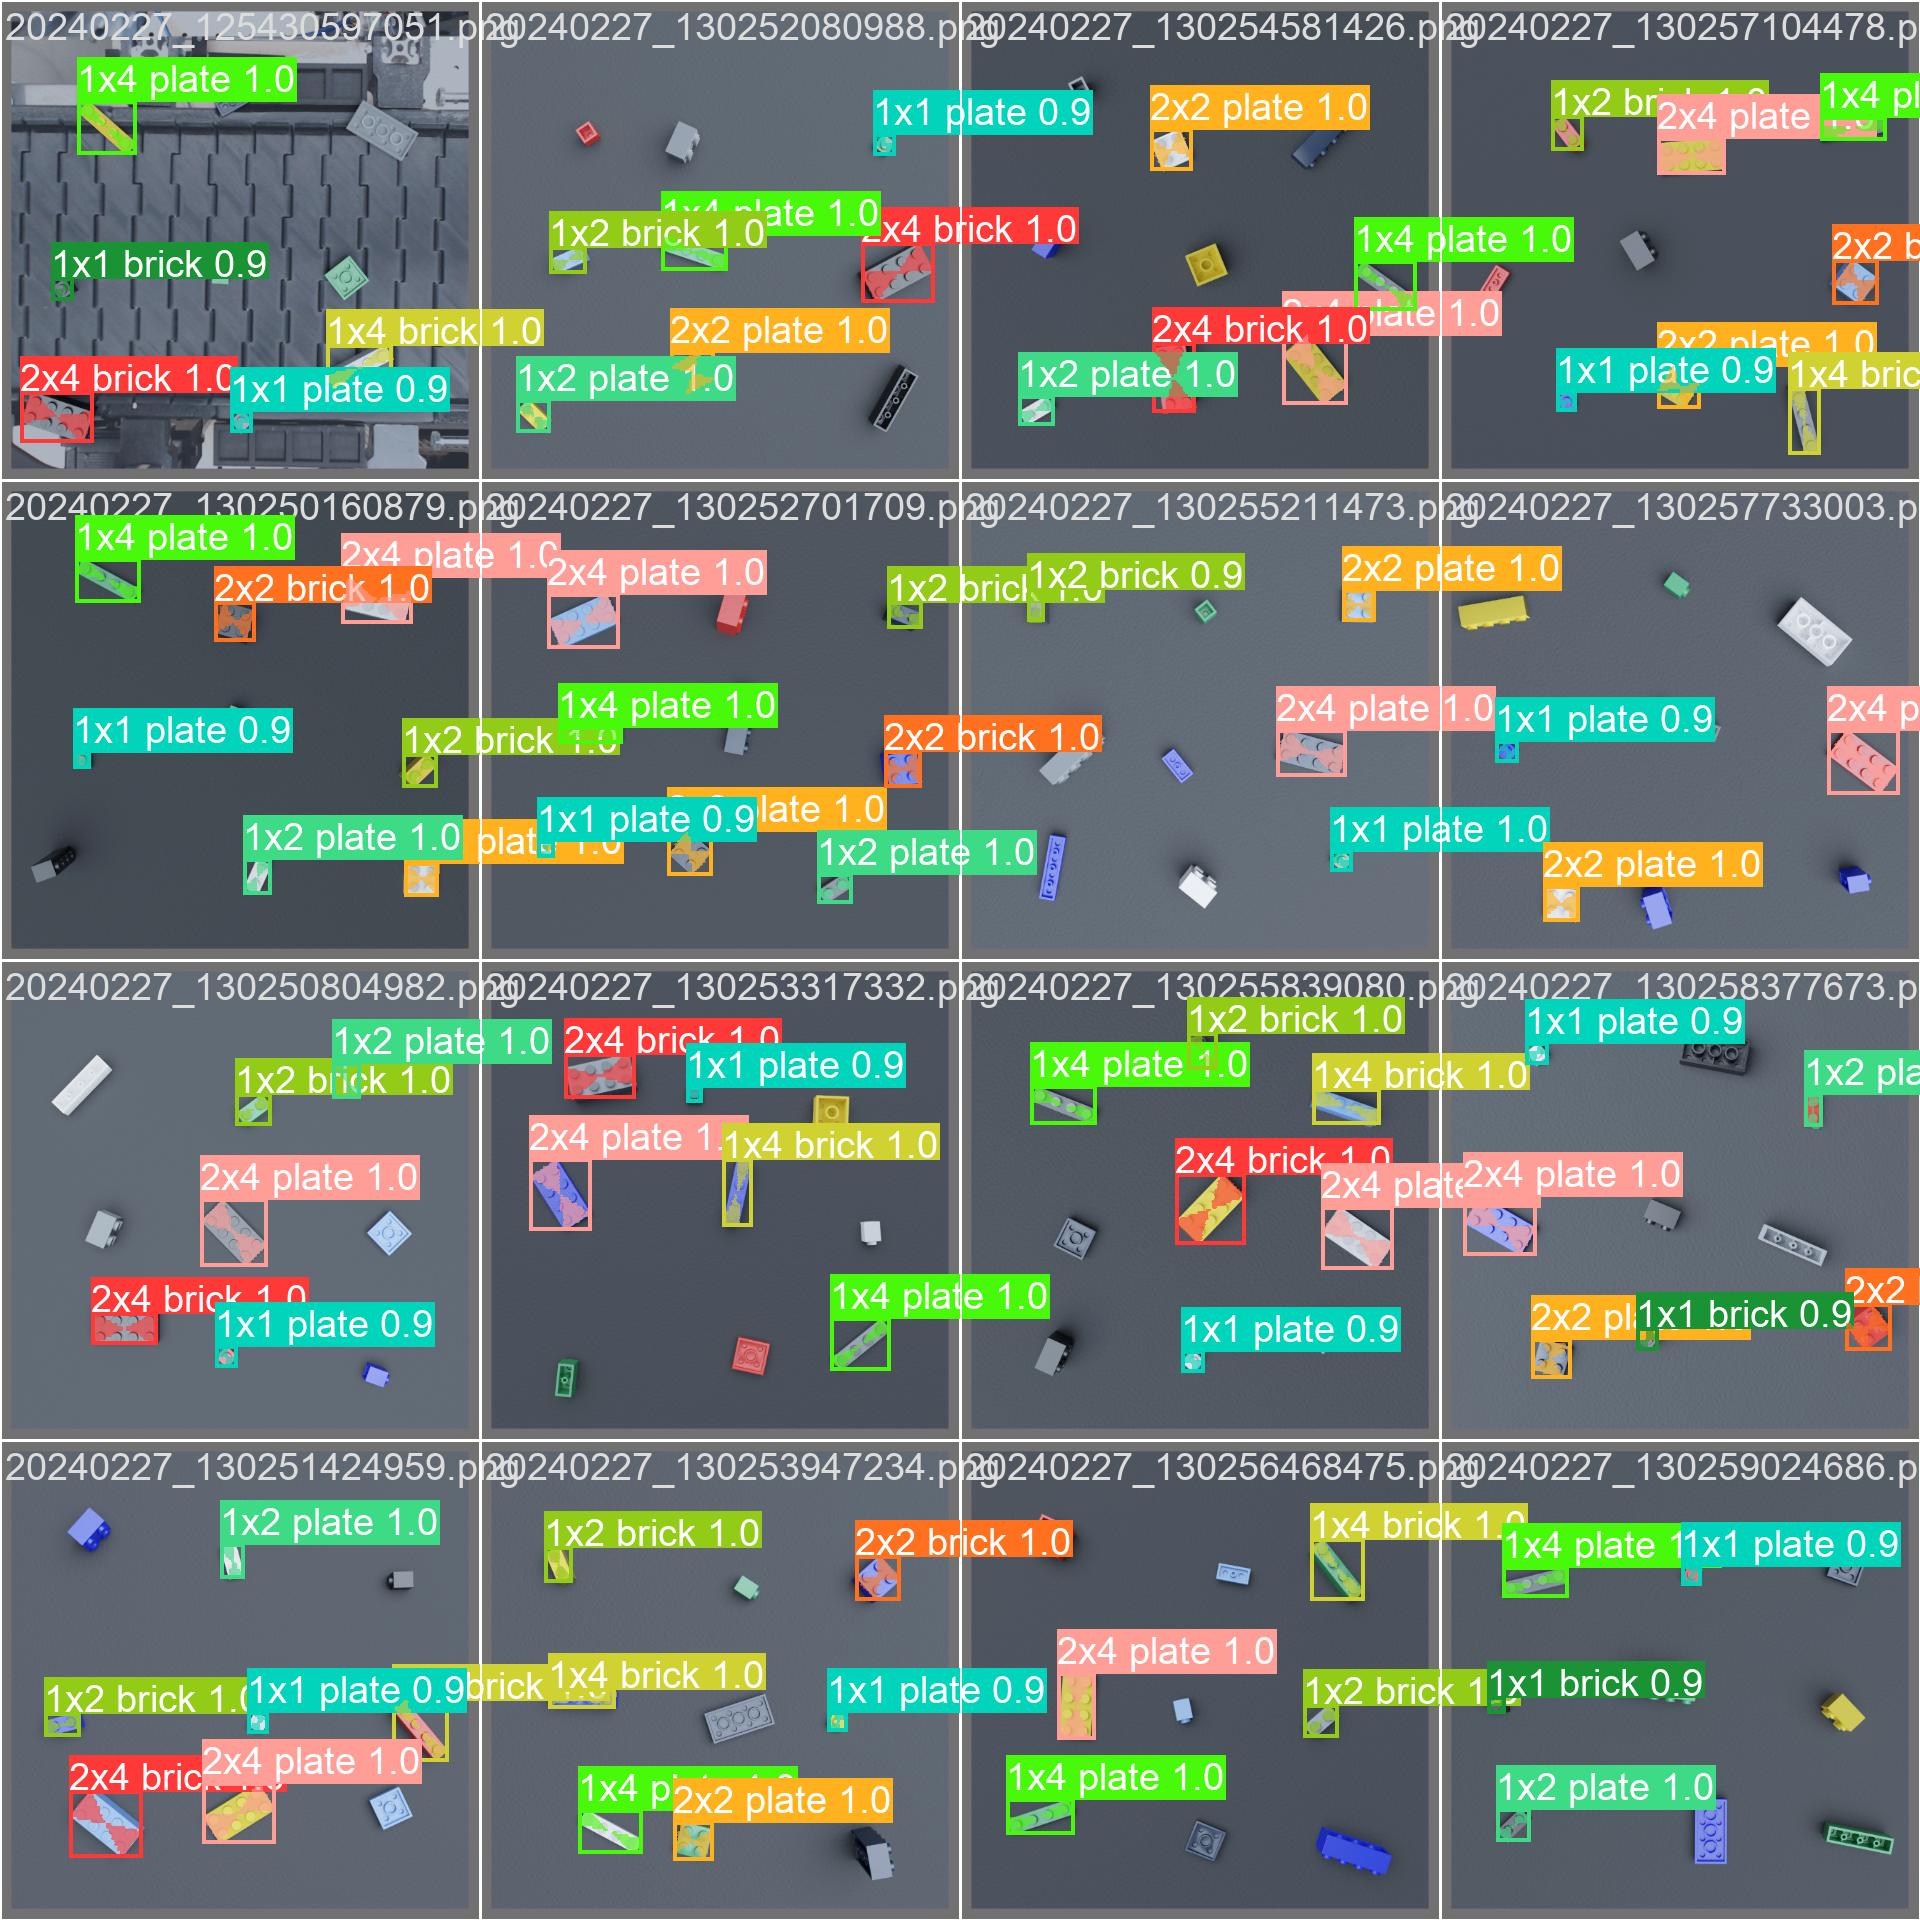 20240227_125430597051.png
1x4 plate 1.0
1x1 brick 0.9
1x4 brick 1.0
2x4 brick 1.0
1x1 plate 0.9
20240227_130252080988.png
1x1 plate 0.9
1x4 plate 1.0
1x2 brick 1.0
2x4 brick 1.0
2x2 plate 1.0
1x2 plate 1.0
20240227_130254581426.png
2x2 plate 1.0
1x4 plate 1.0
2x4 plate 1.0
2x4 brick 1.0
1x2 plate 1.0
20240227_130257104478.p
1x2 br
1x4 pl
2x4 plate
2x2 b
2x2 plate 1.0
1x1 plate 0.9
1x4 bric
20240227_130250160879.png
1x4 plate 1.0
2x4 plate 1.0
2x2 brick 1.0
1x1 plate 0.9
1x2 brick 1.0
1x2 plate 1.0
plat 1.0
20240227_130252701709.png
2x4 plate 1.0
1x2 brick 1.0
1x4 plate 1.0
2x2 brick 1.0
plate 1.0
1x1 plate 0.9
1x2 plate 1.0
20240227_130255211473.png
1x2 brick 0.9
2x2 plate 1.0
2x4 plate 1.0
1x1 plate 1.0
20240227_130257733003.p
1x1 plate 0.9
2x4 p
2x2 plate 1.0
20240227_130250804982.png
1x2 plate 1.0
1x2 brick 1.0
2x4 plate 1.0
2x4 brick 1.0
1x1 plate 0.9
20240227_130253317332.png
2x4 brick 1.0
1x1 plate 0.9
2x4 plate 1.
1x4 brick 1.0
1x4 plate 1.0
20240227_130255839080.png
1x2 brick 1.0
1x4 plate 1.0
1x4 brick 1.0
2x4 brick 1.0
2x4 plate
1x1 plate 0.9
20240227_130258377673.p
1x1 plate 0.9
1x2 pla
2x4 plate 1.0
2x2
2x2 pl
1x1 brick 0.9
20240227_130251424959.png
1x2 plate 1.0
1x2 brick 1.0
1x1 plate 0.9
brick
2x4 bric
2x4 plate 1.0
20240227_130253947234.png
1x2 brick 1.0
2x2 brick 1.0
1x4 brick 1.0
1x1 plate 0.9
1x4 p
2x2 plate 1.0
20240227_130256468475.png
1x4 brick 1.0
2x4 plate 1.0
1x2 brick 1
1x4 plate 1.0
20240227_130259024686.p
1x4 plate 1
1x1 plate 0.9
1x1 brick 0.9
1x2 plate 1.0